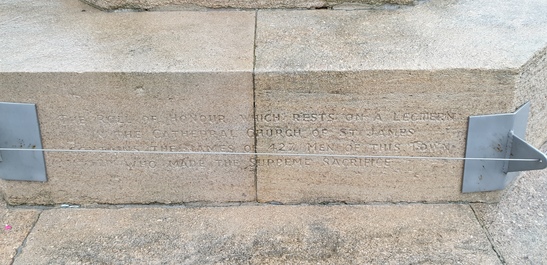 THE ROLL OF HONOUR WHICH RESTS ON A LECTERN
IN THE CATHEDRAL CHURCH OF ST JAMES
THE NAMES OF MEN OF THIS TOWN
WHO MADE THE SUPREME SACRIFICE